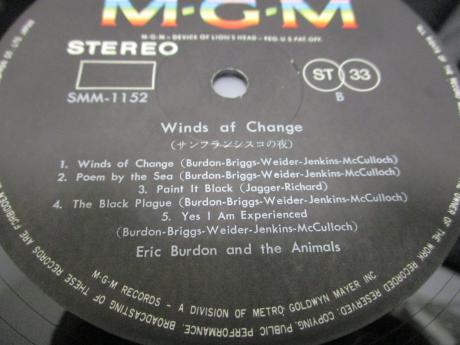 M-G-M
M-G-M - DEVICE OF LION'S HEAD - REG. U.S. PAT. OFF.
STEREO
ST 33
SMM-1152
B
Winds af Change
(サンフランシスコの夜)
1. Winds of Change (Burdon-Briggs-Weider-Jenkins-McCulloch)
2. Poem by the Sea (Burdon-Briggs-Weider-Jenkins-McCulloch)
3. Paint It Black (Jagger-Richard)
4. The Black Plague (Burdon-Briggs-Weider-Jenkins-McCulloch)
5. Yes I Am Experienced
(Burdon-Briggs-Weider-Jenkins-McCulloch)
Eric Burdon and the Animals
M-G-M RECORDS - A DIVISION OF METRO GOLDWYN MAYER INC
OF THE WORK RECORDED RESERVED. COPYING, PUBLIC PERFORMANCE, BROADCASTING OF THESE RECORDS ARE FORBIDDEN